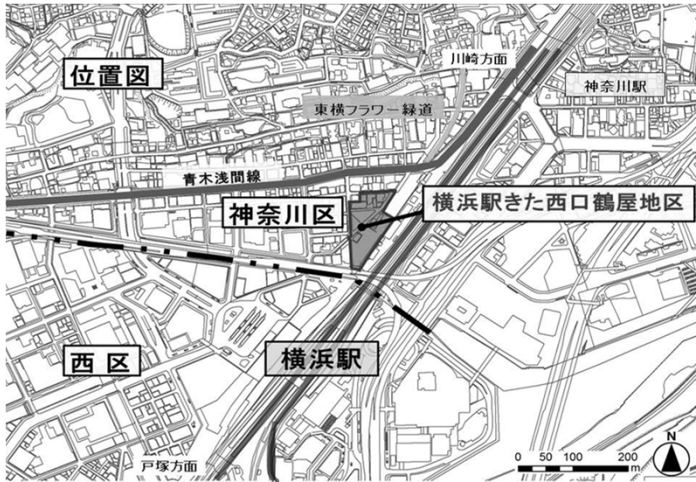 位置図
川崎方面
神奈川駅
東横フラワー緑道
青木浅間線
神奈川区
横浜駅きた西口鶴屋地区
西区
横浜駅
戸塚方面
N
0 50 100 200
m